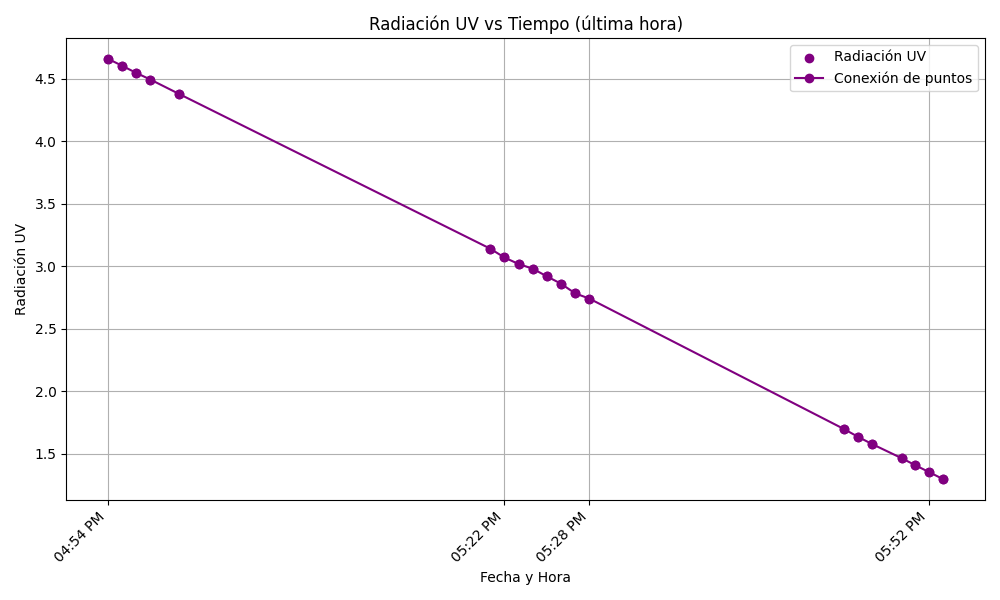 Radiación UV vs Tiempo (última hora)
Radiación UV
Conexión de puntos
Radiación UV
4.5
4.0
3.5
3.0
2.5
2.0
1.5
04:54 PM
05:22 PM
05:28 PM
05:52 PM
Fecha y Hora